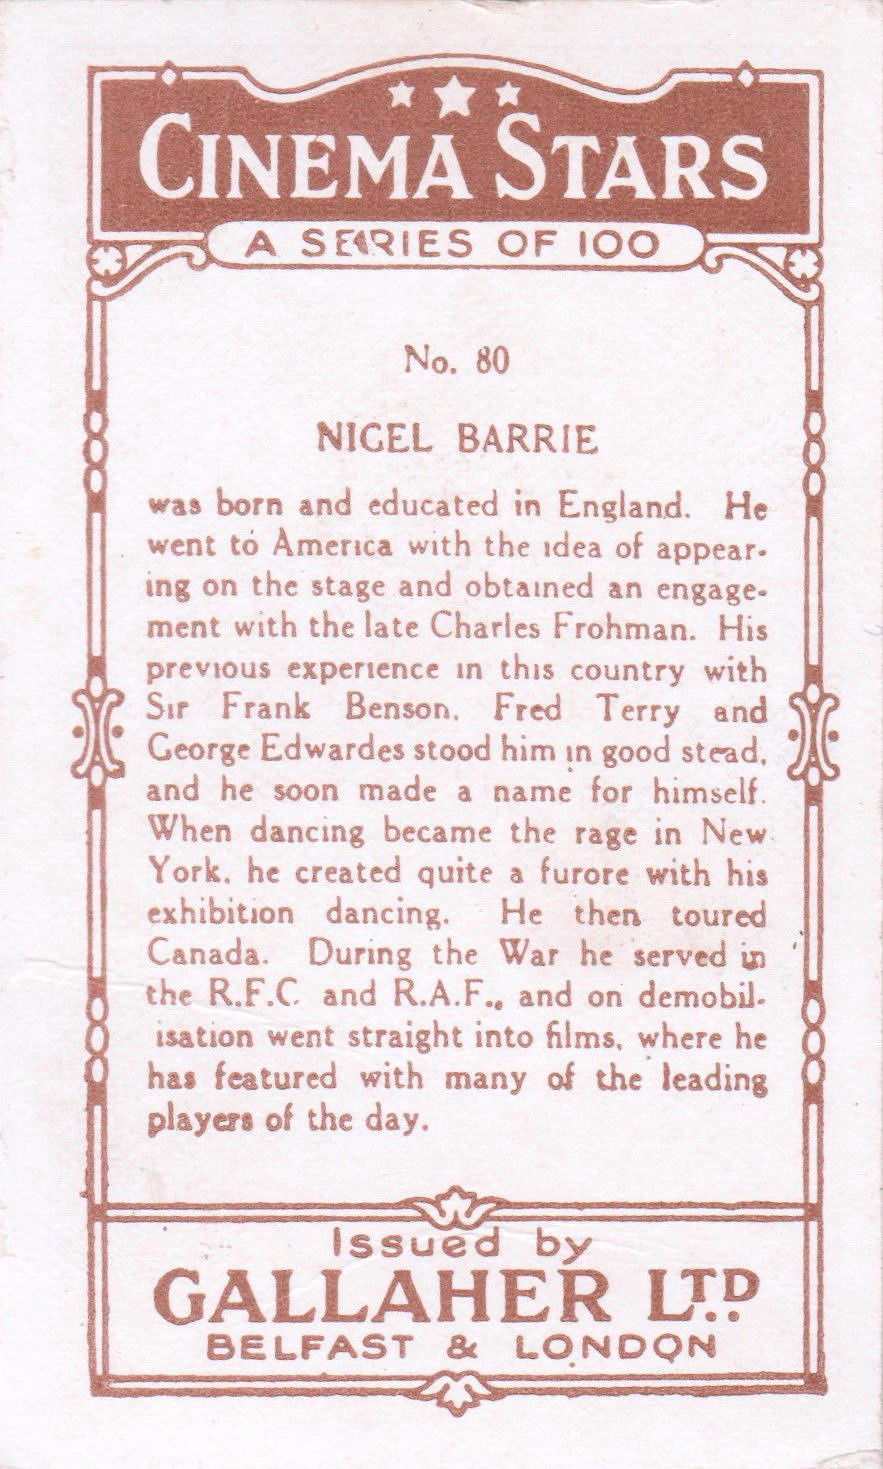 CINEMA STARS
A SERIES OF 100
No. 80
NIGEL BARRIE
was born and educated in England. He
went to America with the idea of appear-
ing on the stage and obtained an engage-
ment with the late Charles Frohman. His
previous experience in this country with
Sir Frank Benson, Fred Terry and
George Edwardes stood him in good stead,
and he soon made a name for himself.
When dancing became the rage in New
York, he created quite a furore with his
exhibition dancing. He then toured
Canada. During the War he served in
the R.F.C. and R.A.F., and on demobil-
isation went straight into films, where he
has featured with many of the leading
players of the day.
Issued by
GALLAHER LTD.
BELFAST & LONDON